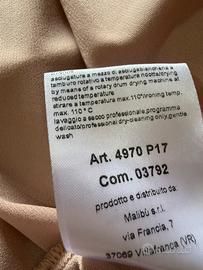 asciugatura a mezzo di asciugabiancheria a
tamburo rotativo a temperatura ridotta/drying
by means of a rotary drum drying machine at
reduced temperature
stirare a temperatura max.110°/ironing temp.
max. 110° C
lavaggio a secco professionale,programma
delicato/professional dry-cleaning only,gentle
wash
Art. 4970 P17
Com. 03792
prodotto e distribuito da:
Malibù s.r.l.
via Francia, 7
37069 Villafranca (VR)